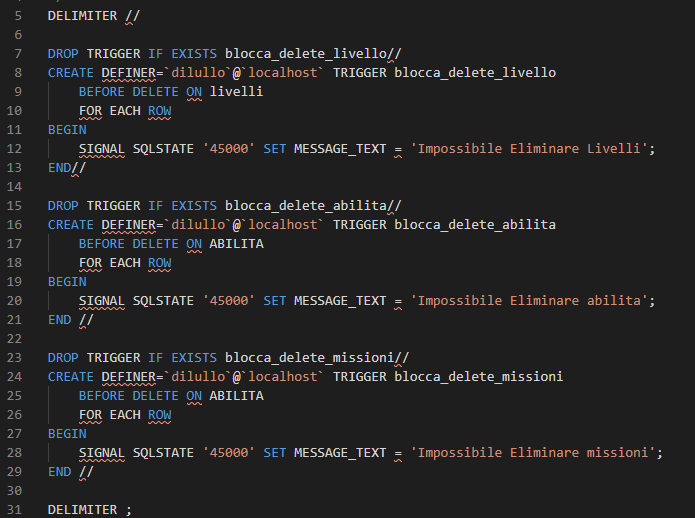 5 DELIMITER //
6
7 DROP TRIGGER IF EXISTS blocca_delete_livello//
8 CREATE DEFINER=`dilullo`@`localhost` TRIGGER blocca_delete_livello
9 BEFORE DELETE ON livelli
10 FOR EACH ROW
11 BEGIN
12 SIGNAL SQLSTATE '45000' SET MESSAGE_TEXT = 'Impossibile Eliminare Livelli';
13 END//
14
15 DROP TRIGGER IF EXISTS blocca_delete_abilita//
16 CREATE DEFINER=`dilullo`@`localhost` TRIGGER blocca_delete_abilita
17 BEFORE DELETE ON ABILITA
18 FOR EACH ROW
19 BEGIN
20 SIGNAL SQLSTATE '45000' SET MESSAGE_TEXT = 'Impossibile Eliminare abilita';
21 END //
22
23 DROP TRIGGER IF EXISTS blocca_delete_missioni//
24 CREATE DEFINER=`dilullo`@`localhost` TRIGGER blocca_delete_missioni
25 BEFORE DELETE ON ABILITA
26 FOR EACH ROW
27 BEGIN
28 SIGNAL SQLSTATE '45000' SET MESSAGE_TEXT = 'Impossibile Eliminare missioni';
29 END //
30
31 DELIMITER ;